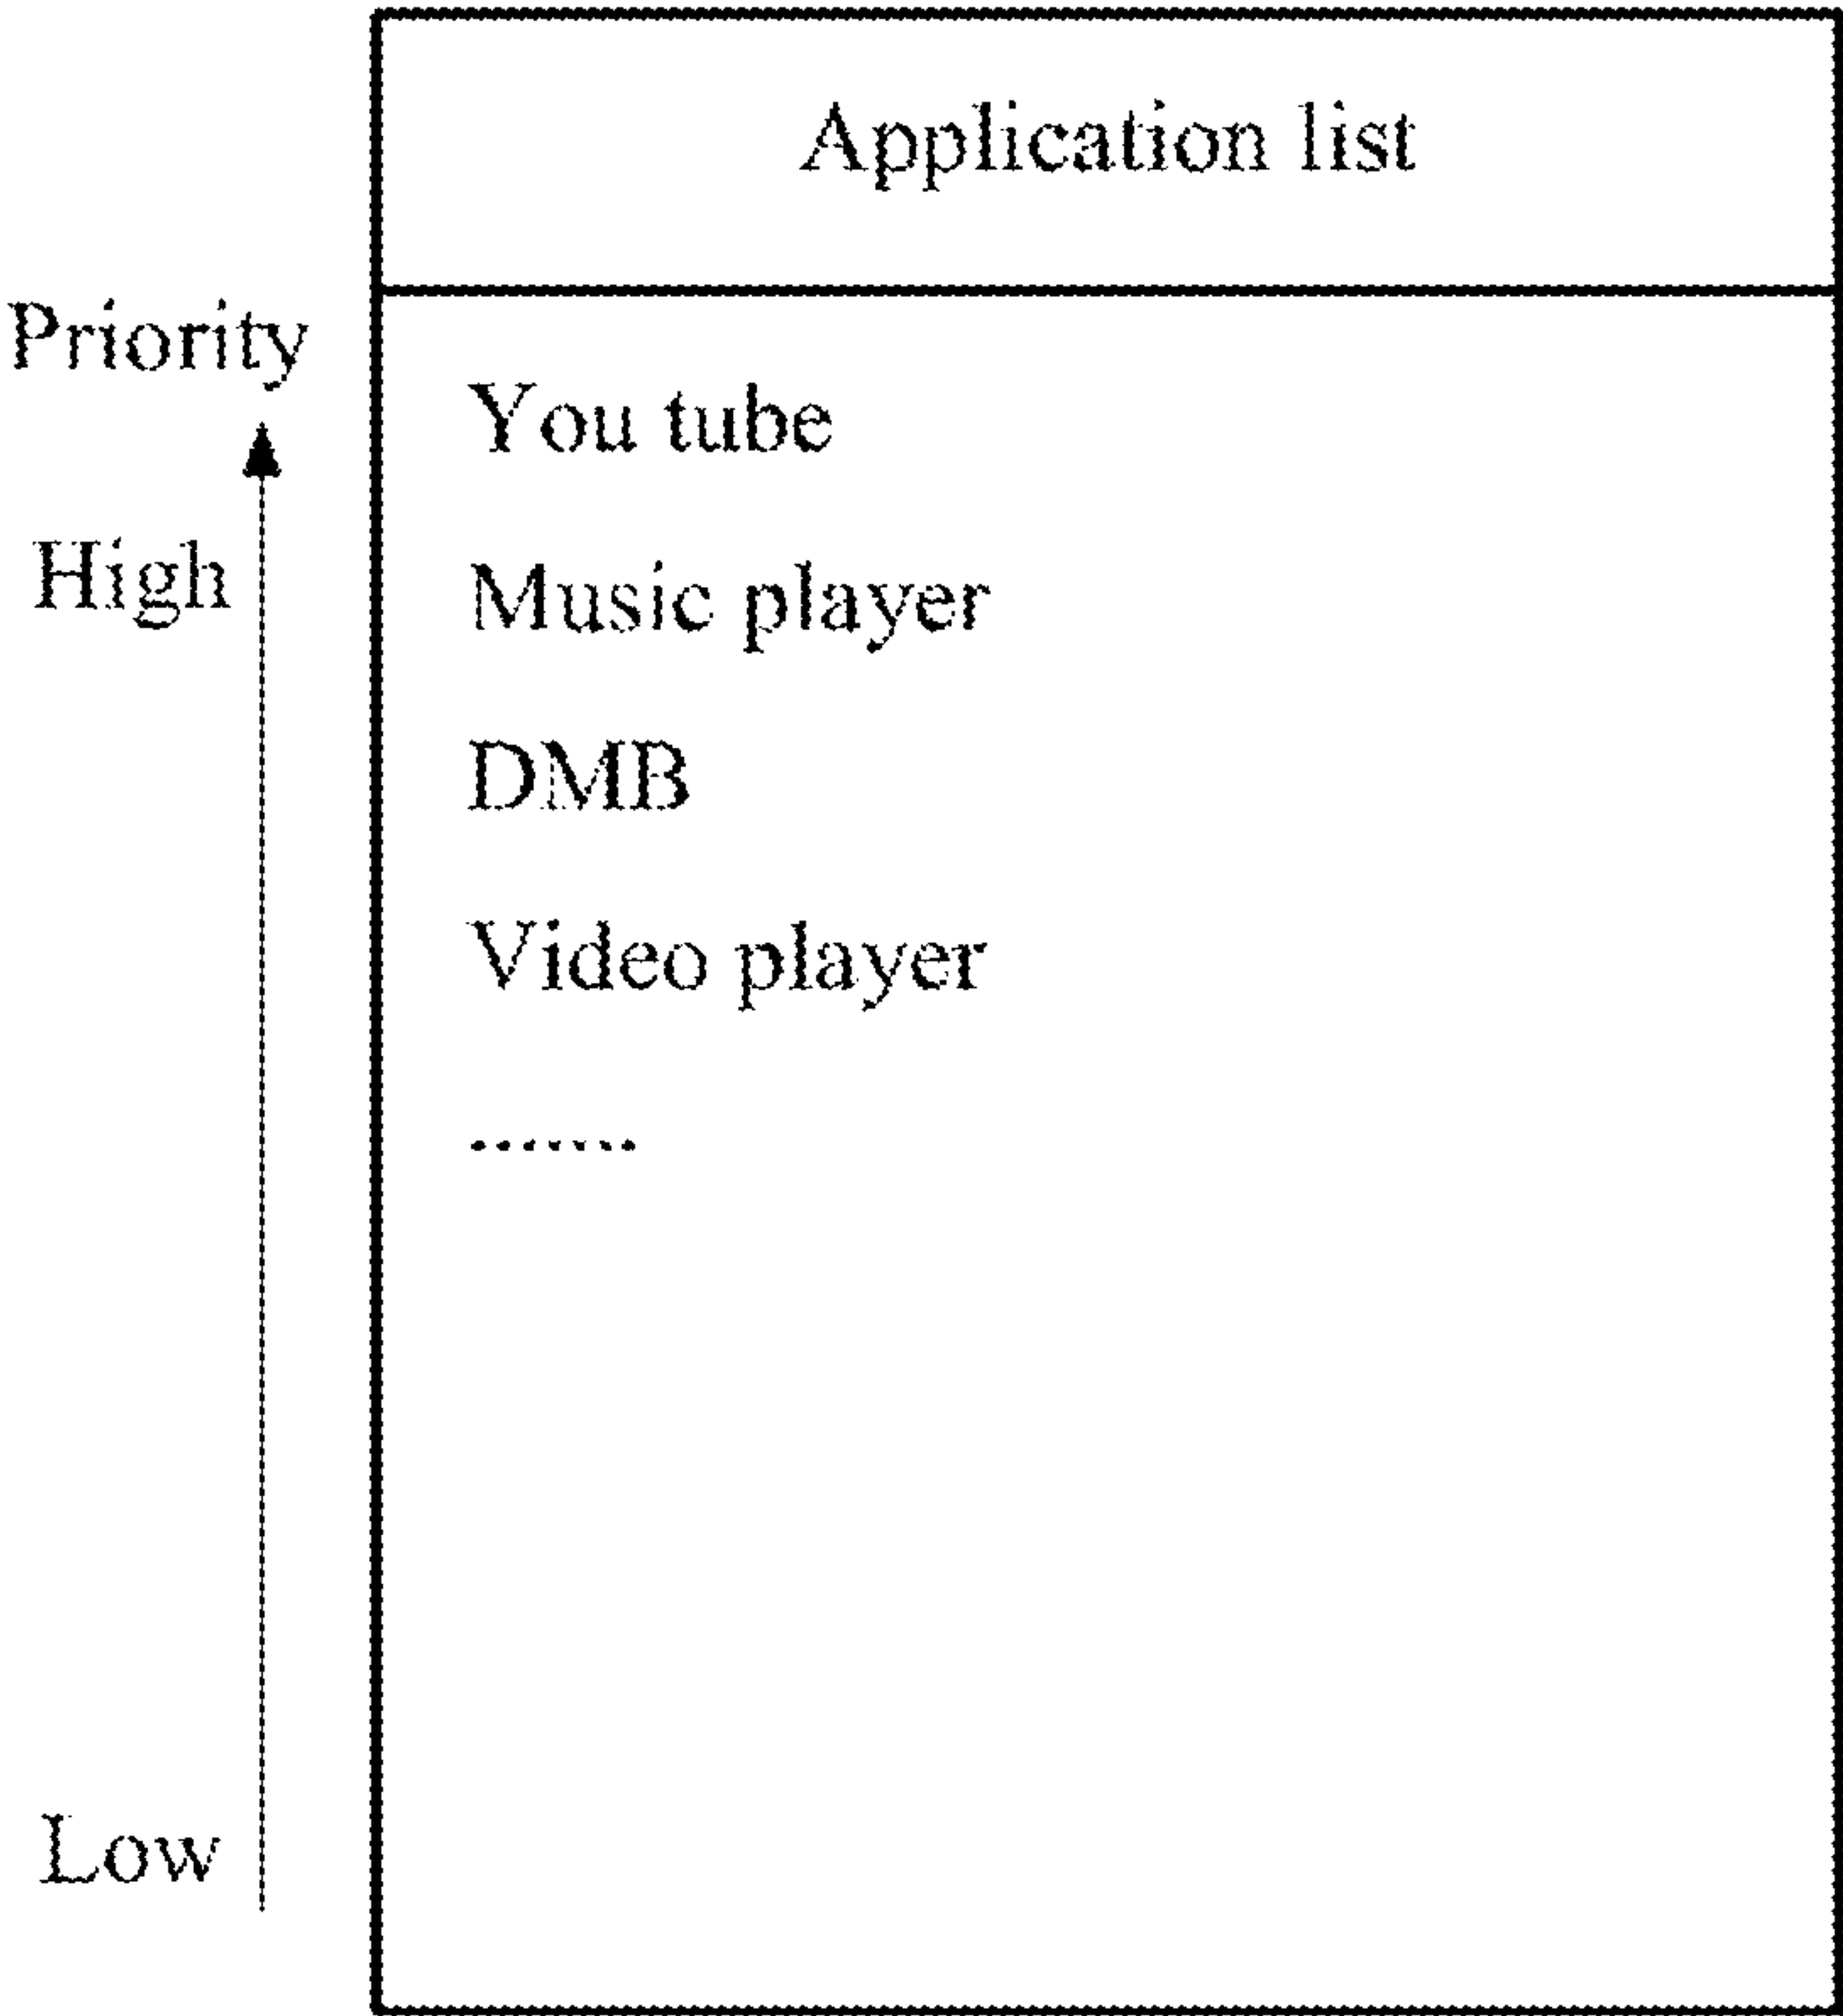 Application list
Priority
You tube
High
Music player
DMB
Video player
.......
Low